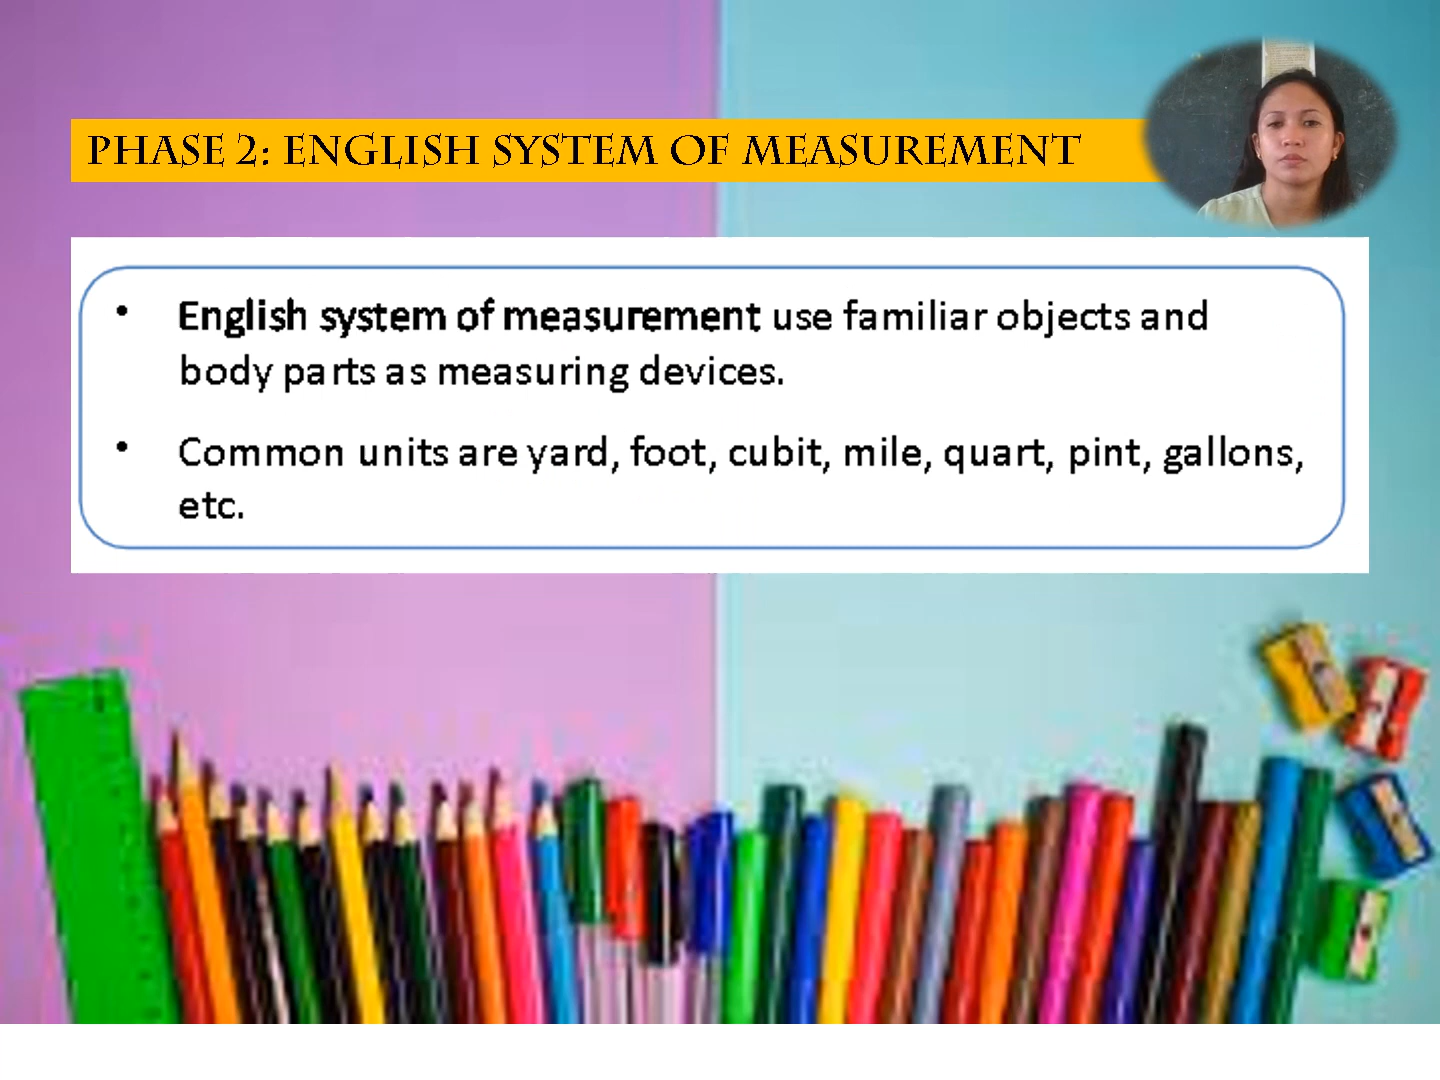 PHASE 2: ENGLISH SYSTEM OF MEASUREMENT
• English system of measurement use familiar objects and
body parts as measuring devices.
• Common units are yard, foot, cubit, mile, quart, pint, gallons,
etc.